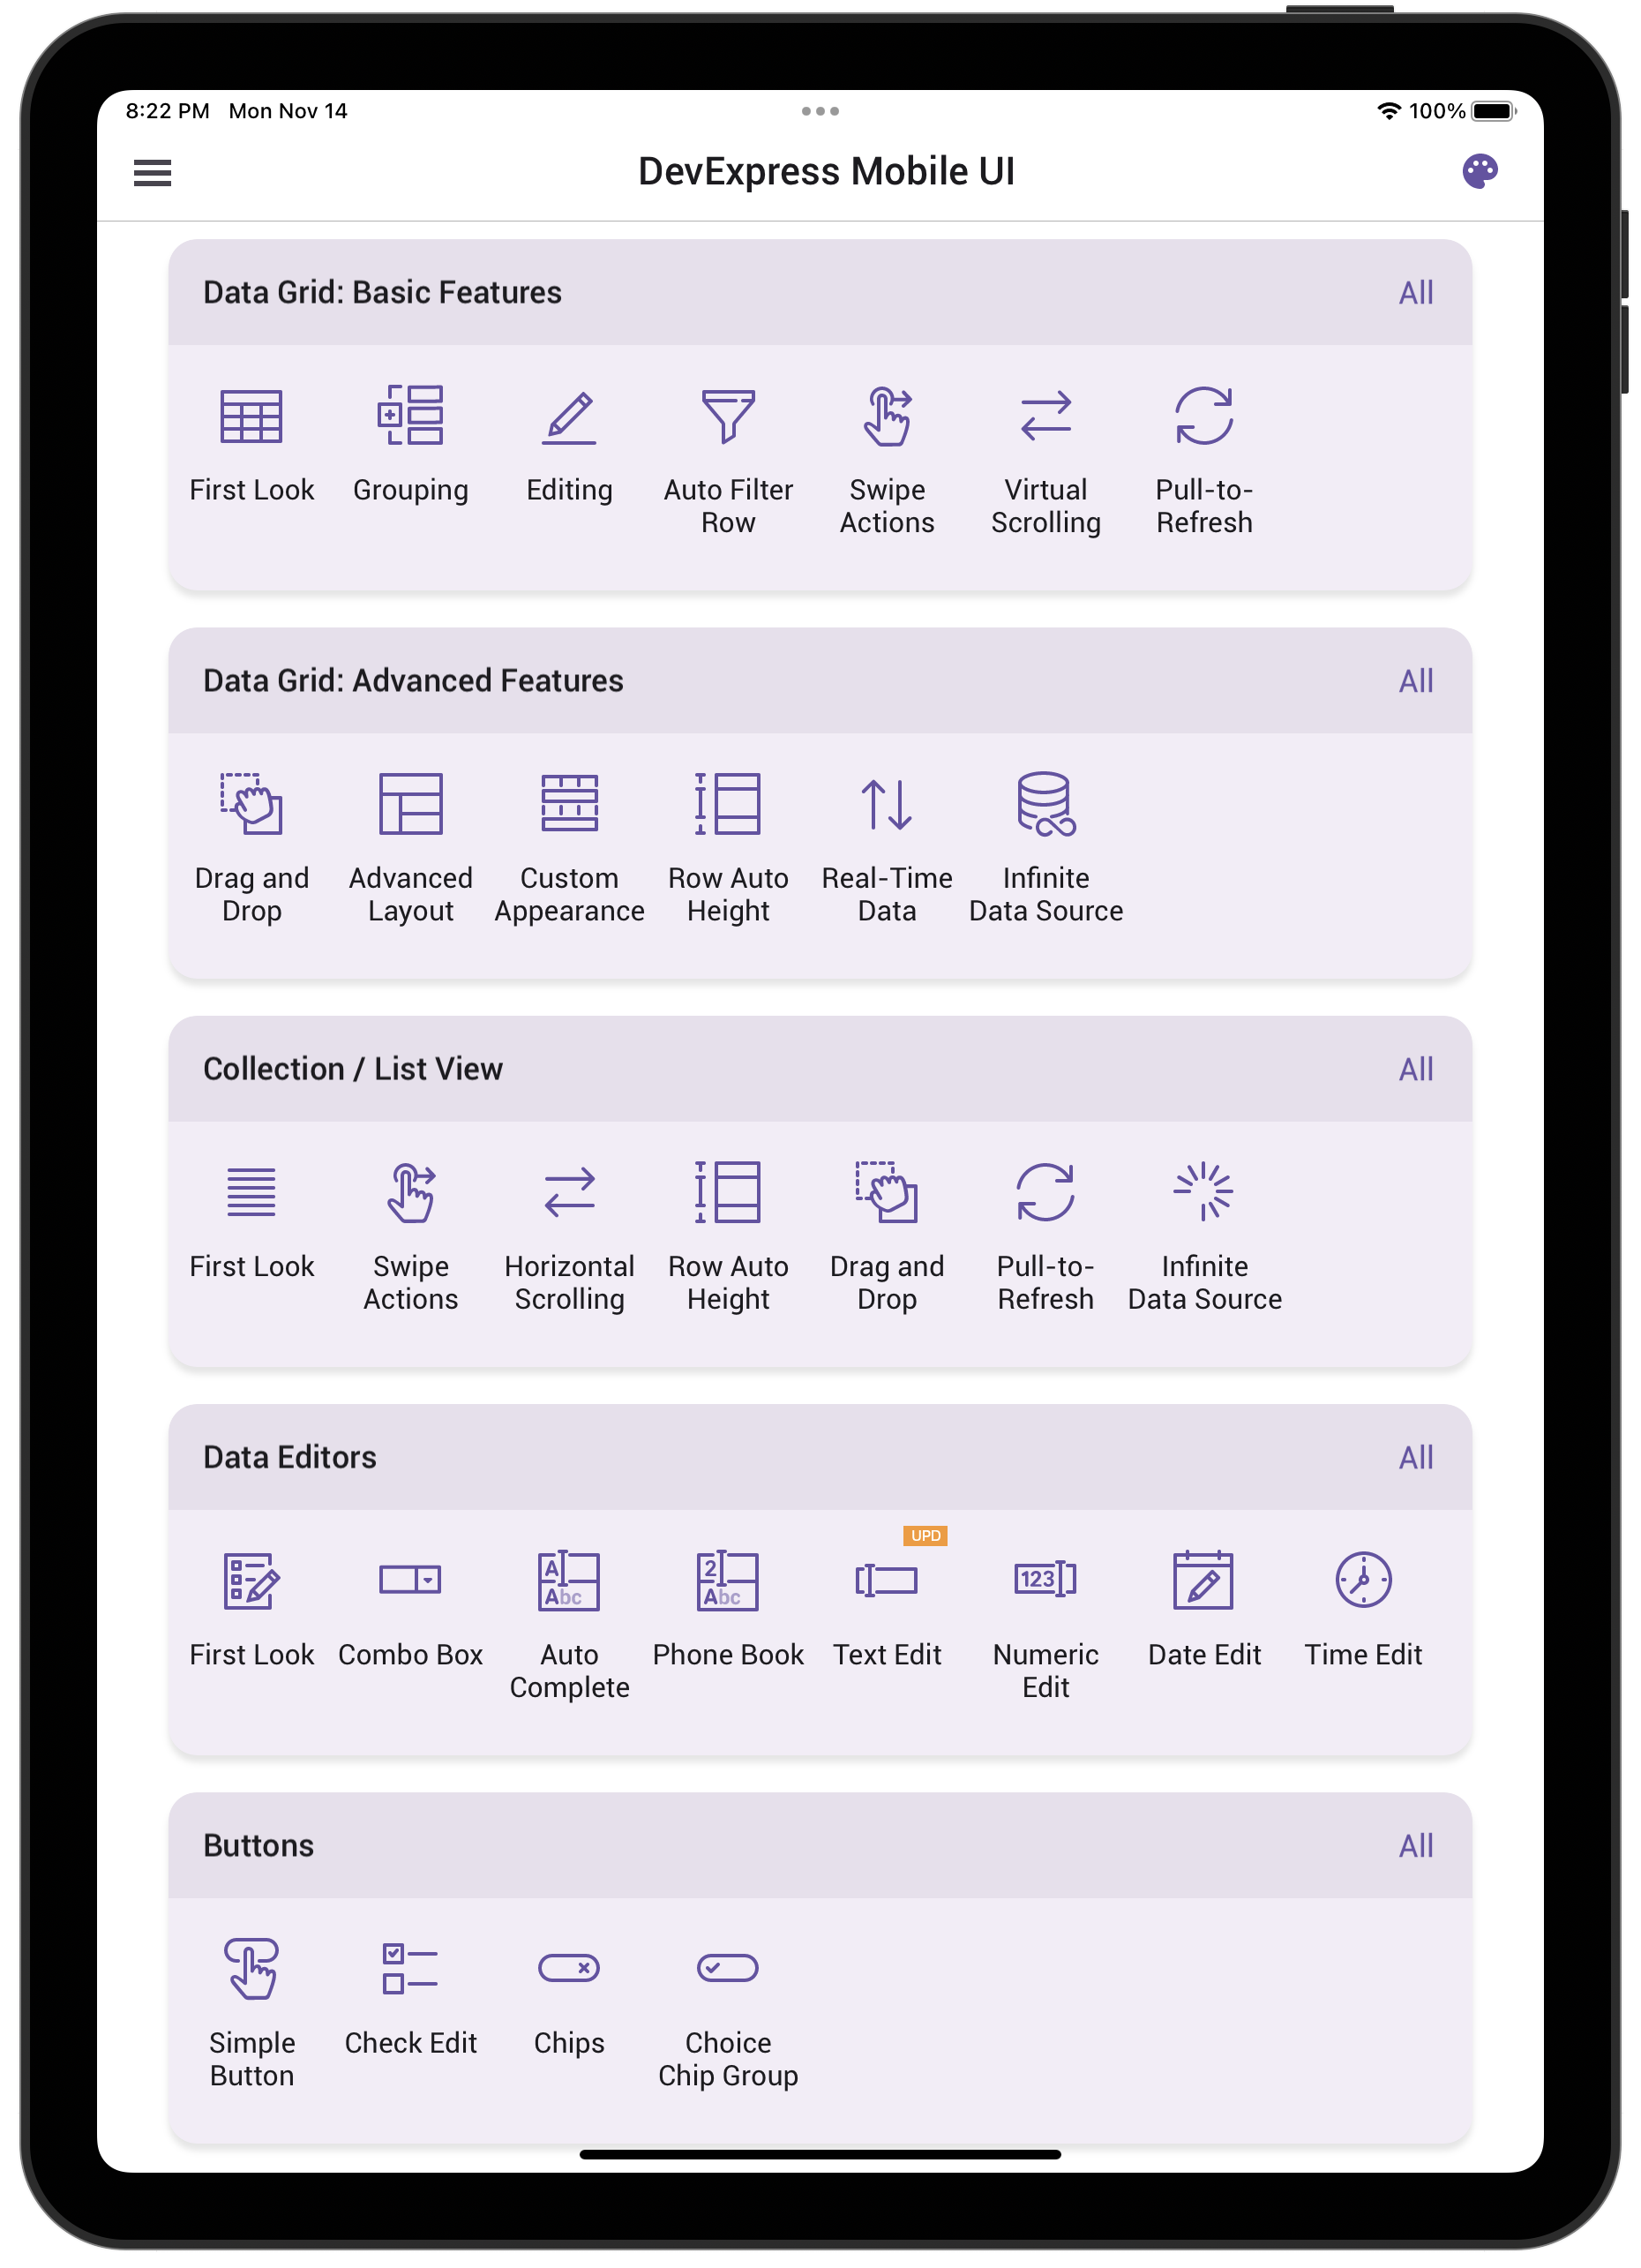 8:22 PM Mon Nov 14
100%
DevExpress Mobile UI
Data Grid: Basic Features
All
First Look
Grouping
Editing
Auto Filter
Row
Swipe
Actions
Virtual
Scrolling
Pull-to-
Refresh
Data Grid: Advanced Features
All
Drag and
Drop
Advanced
Layout
Custom
Appearance
Row Auto
Height
Real-Time
Data
Infinite
Data Source
Collection / List View
All
First Look
Swipe
Actions
Horizontal
Scrolling
Row Auto
Height
Drag and
Drop
Pull-to-
Refresh
Infinite
Data Source
Data Editors
All
First Look
Combo Box
A
Abc
Auto
Complete
2
Abc
Phone Book
UPD
Text Edit
123
Numeric
Edit
Date Edit
Time Edit
Buttons
All
Simple
Button
Check Edit
Chips
Choice
Chip Group